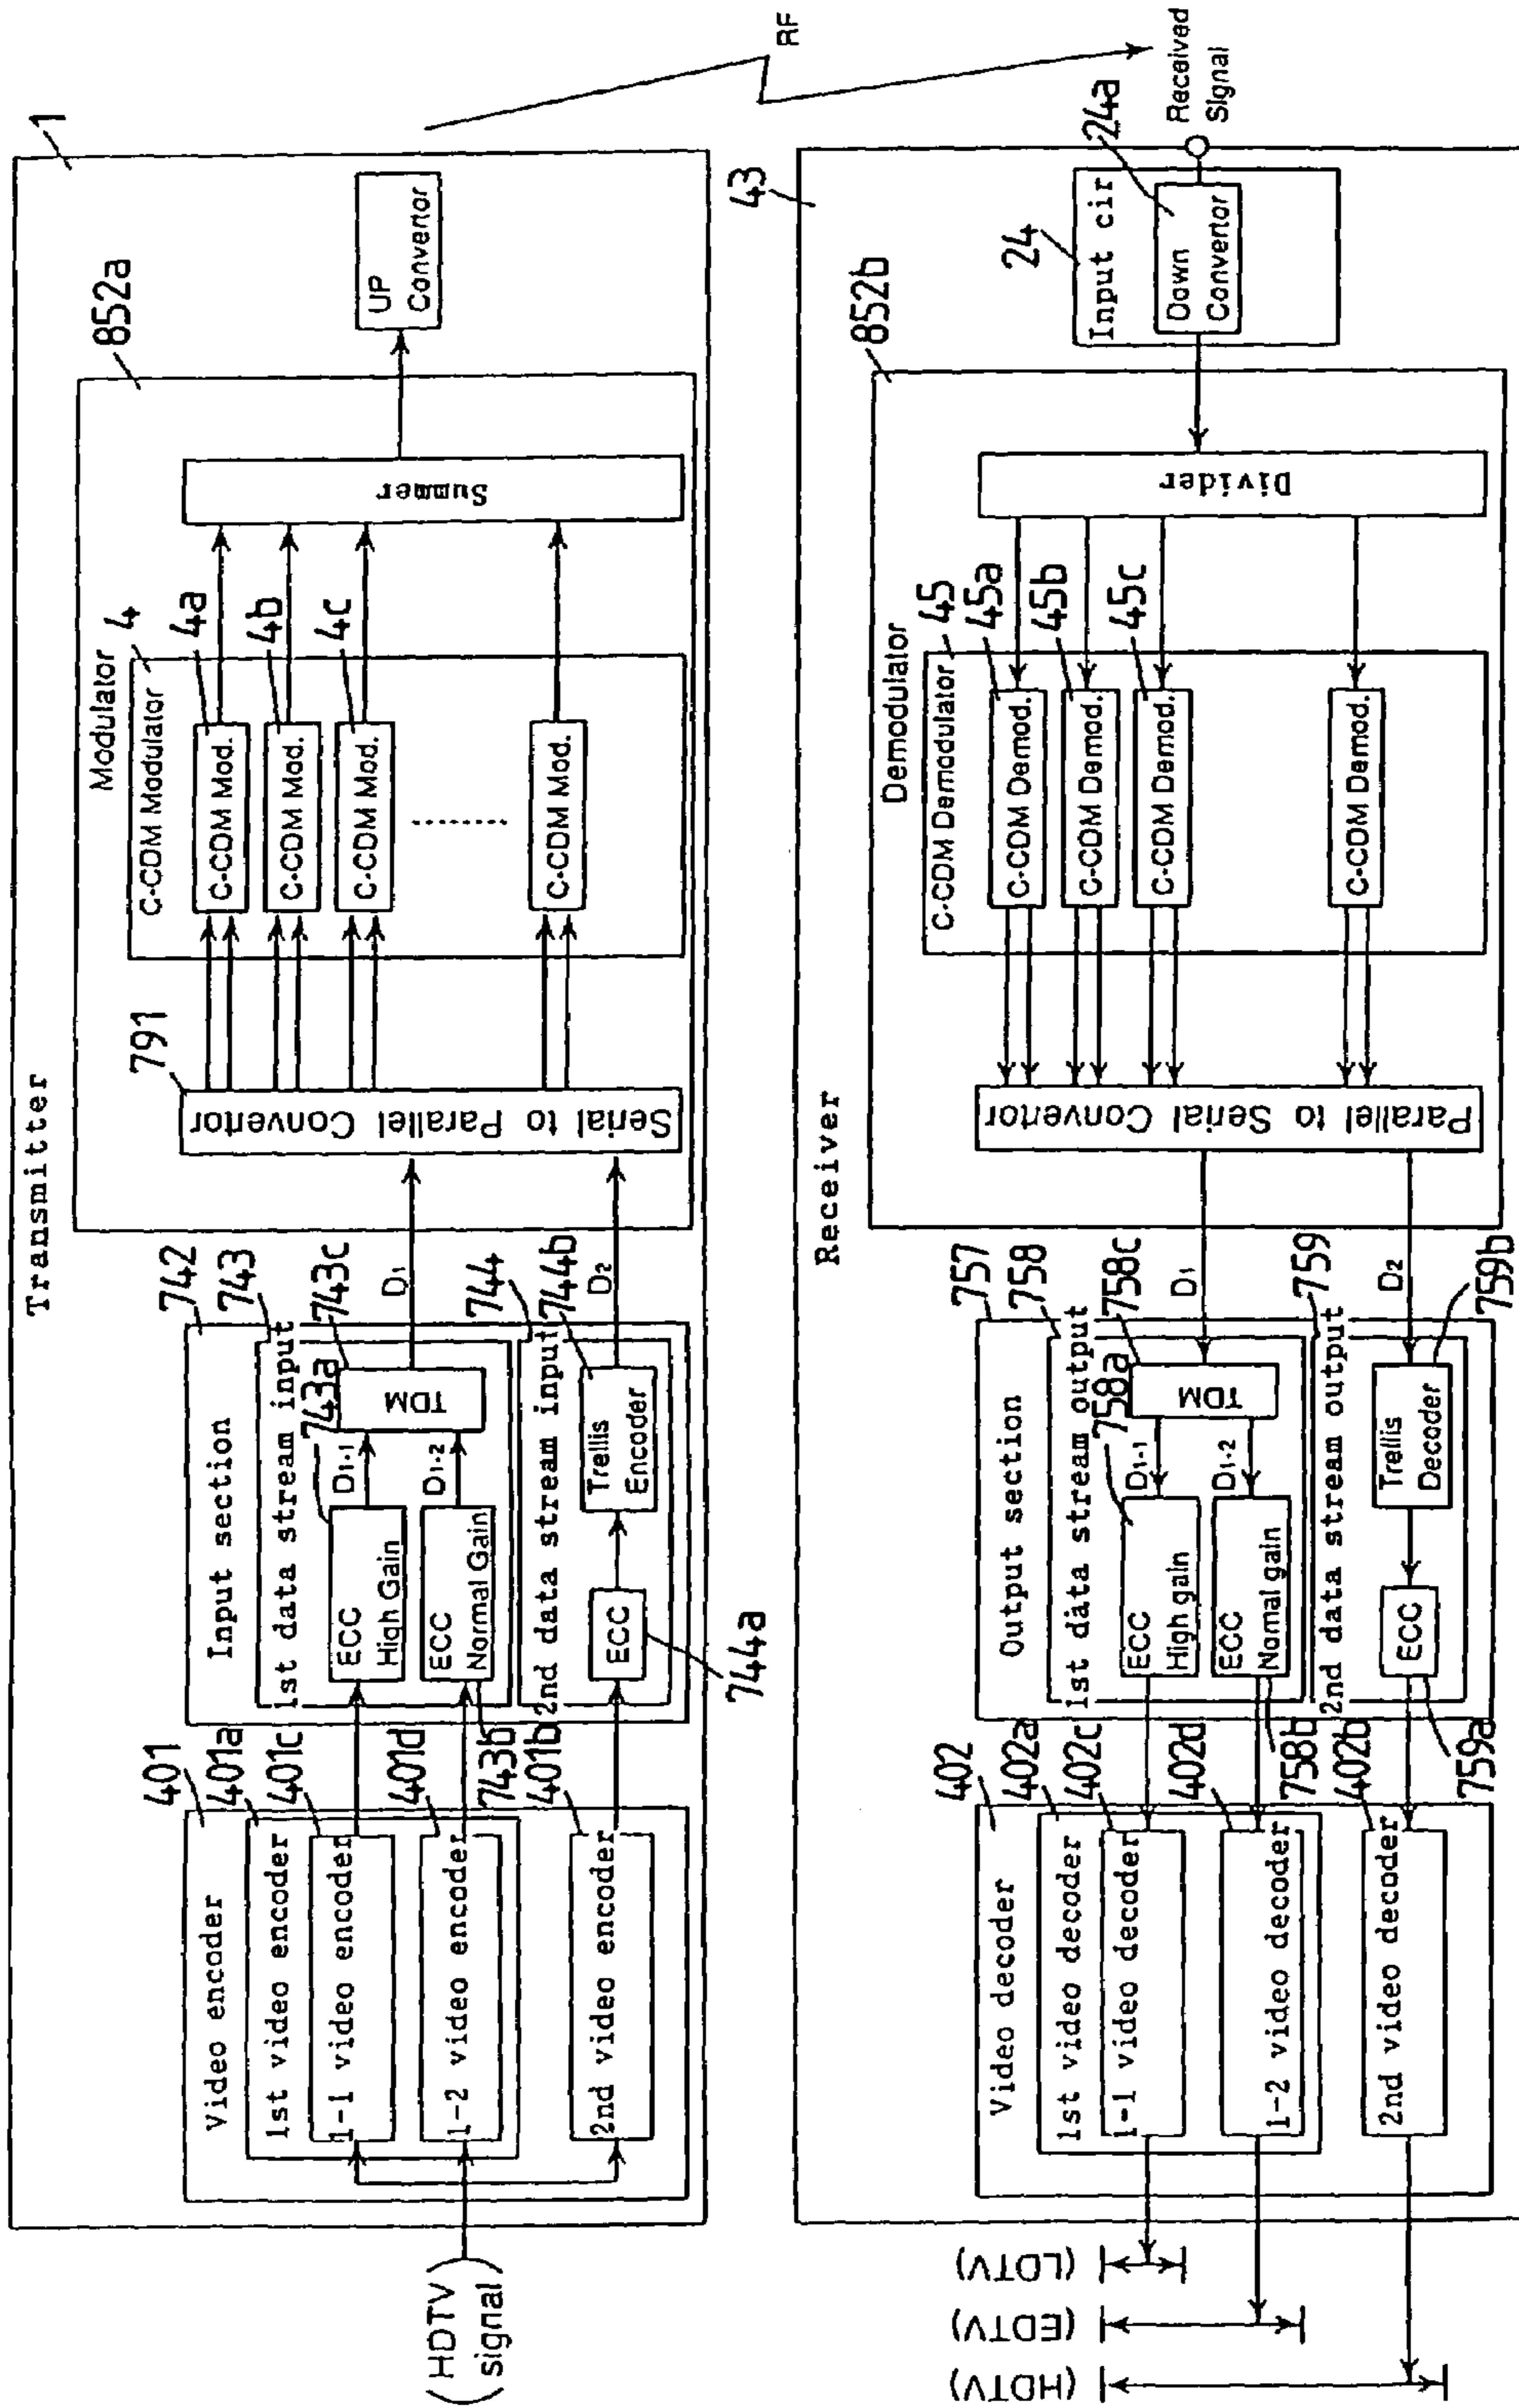 Transmitter
1
(HDTV
signal)
Video encoder
401
1st video encoder
401a
1-1 video encoder
401c
1-2 video encoder
401d
2nd video encoder
401b
Input section
742
1st data stream input
743
ECC
High Gain
743a
D1-1
ECC
Normal Gain
743b
D1-2
TDM
743c
2nd data stream input
744
ECC
744a
Trellis
Encoder
744b
D1
D2
Modulator
852a
Serial to Parallel Convertor
791
C-CDM Modulator
4
C-CDM Mod.
4a
C-CDM Mod.
4b
C-CDM Mod.
4c
C-CDM Mod.
Summer
UP
Convertor
RF
Receiver
43
Received
Signal
Input cir
24
Down
Convertor
24a
Demodulator
852b
Divider
C-CDM Demodulator
45
C-CDM Demod.
45a
C-CDM Demod.
45b
C-CDM Demod.
45c
C-CDM Demod.
Parallel to Serial Convertor
D1
D2
Output section
757
1st data stream output
758
TDM
758c
D1-1
ECC
High gain
758a
D1-2
ECC
Normal gain
758b
2nd data stream output
759
Trellis
Decoder
759b
ECC
759a
Video decoder
402
1st video decoder
402a
1-1 video decoder
402c
1-2 video decoder
402d
2nd video decoder
402b
(LDTV)
(EDTV)
(HDTV)